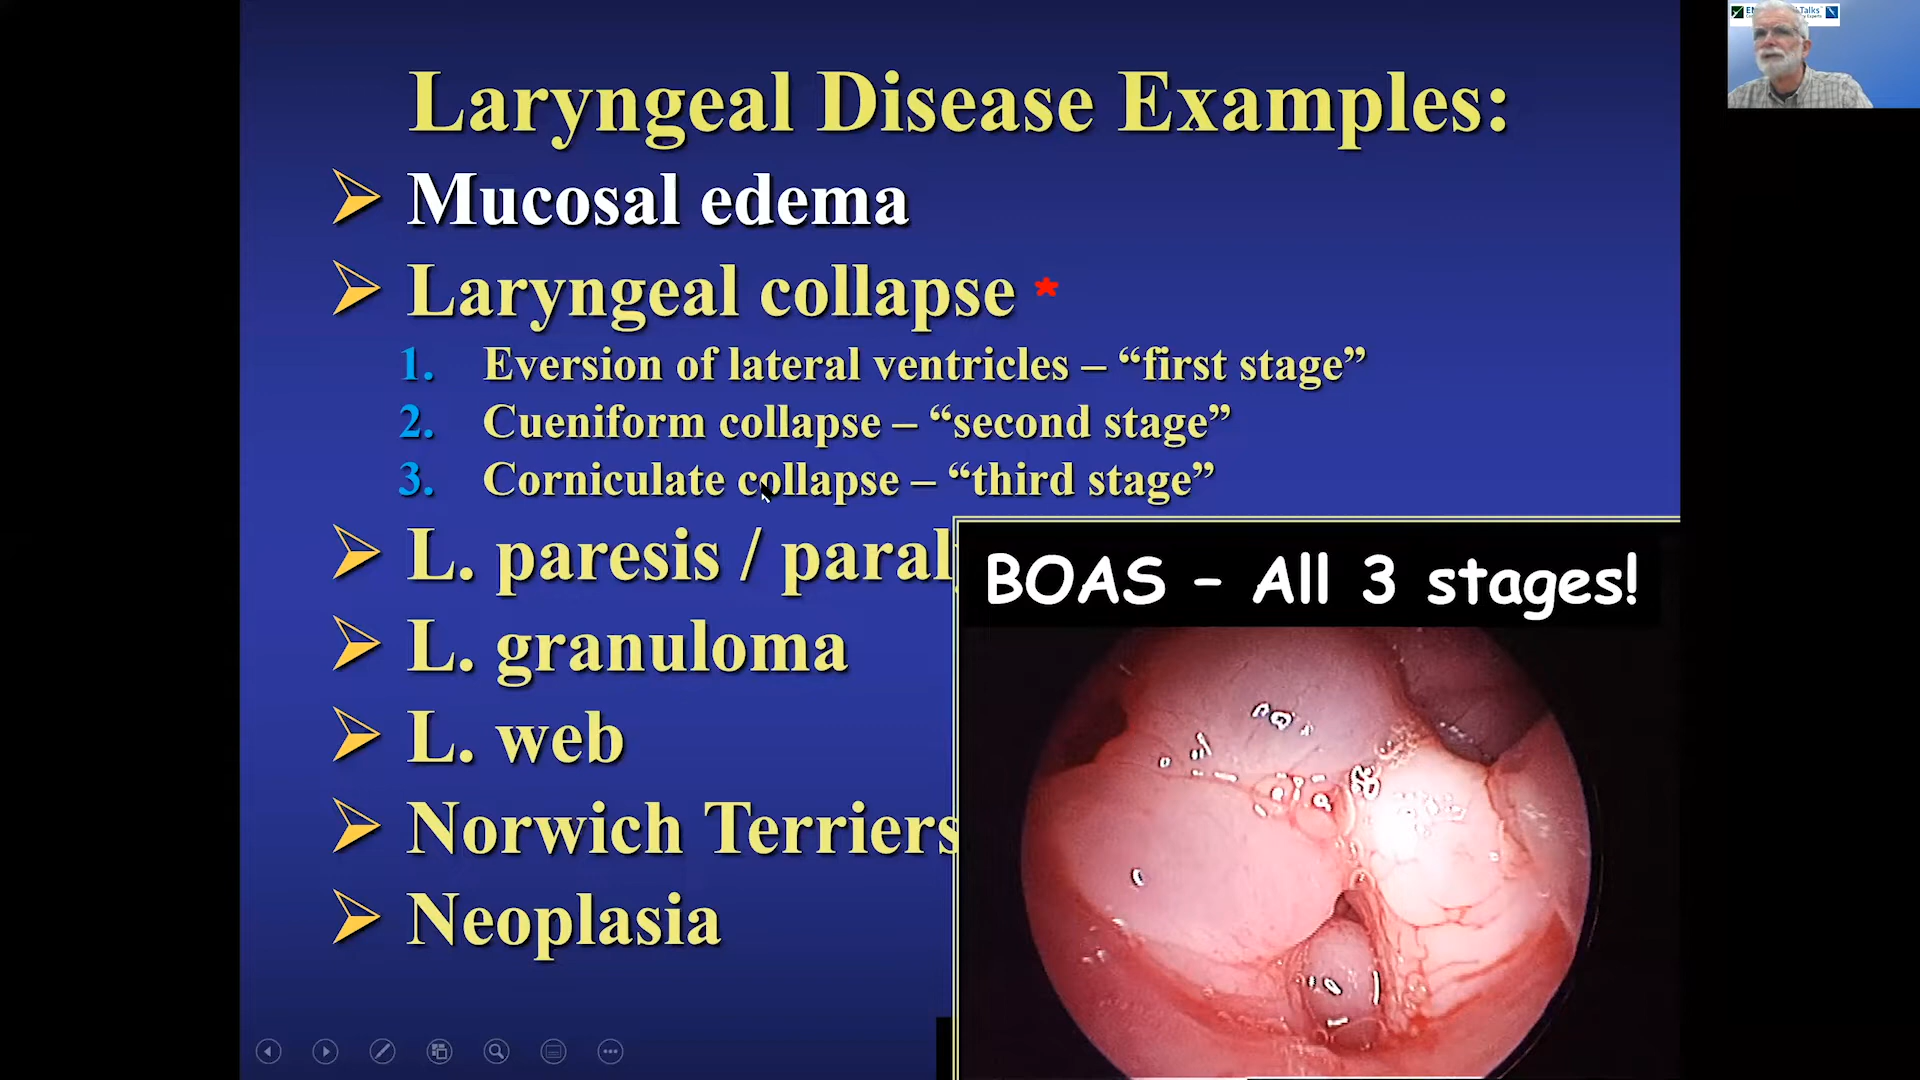 Laryngeal Disease Examples:
Mucosal edema
Laryngeal collapse *
1. Eversion of lateral ventricles – “first stage”
2. Cueniform collapse – “second stage”
3. Corniculate collapse – “third stage”
L. paresis / paral
L. granuloma
L. web
Norwich Terriers
Neoplasia
BOAS – All 3 stages!
Talks